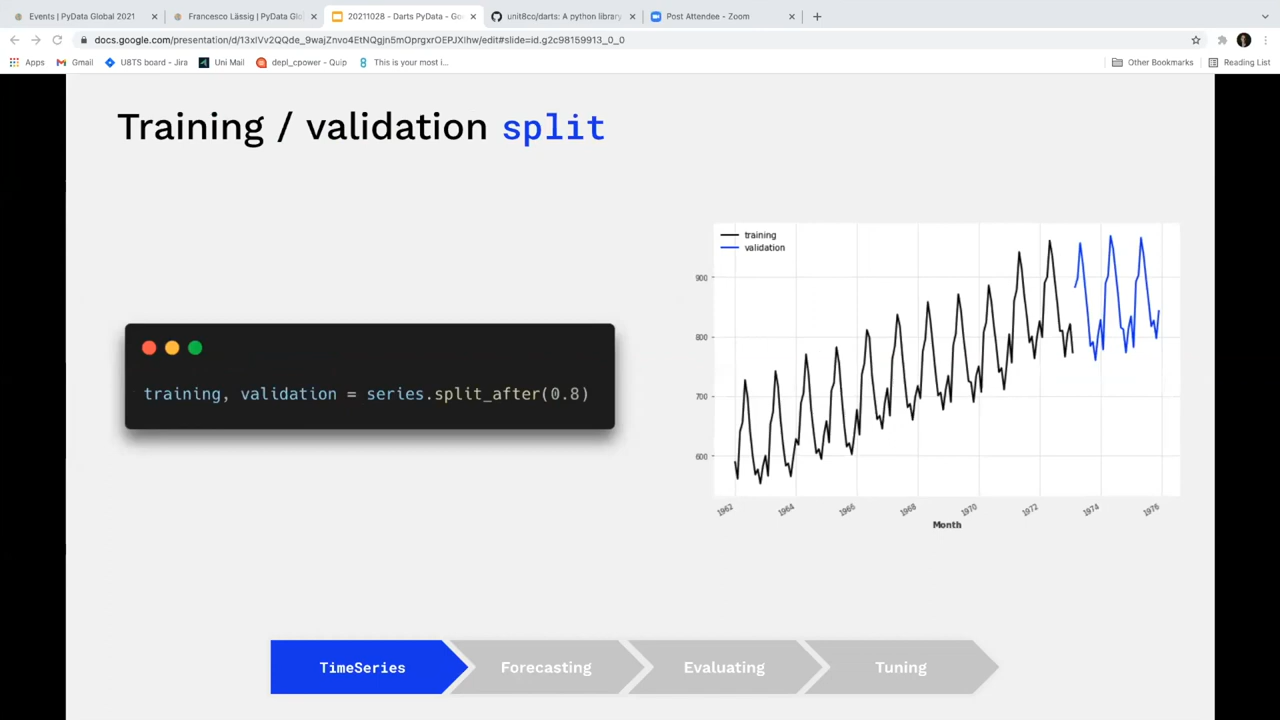 Events | PyData Global 2021
Francesco Lässig | PyData Glo
20211028 - Darts PyData - Go
unit8co/darts: A python library
Post Attendee - Zoom
docs.google.com/presentation/d/13xIVv2QQde_9wajZnvo4EtNQgjn5mOprgxrOEPJXlhw/edit#slide=id.g2c98159913_0_0
Apps
Gmail
U8TS board - Jira
Uni Mail
depl_cpower - Quip
This is your most i...
Other Bookmarks
Reading List
Training / validation split
training, validation = series.split_after(0.8)
training
validation
900
800
700
600
1962
1964
1966
1968
1970
1972
1974
1976
Month
TimeSeries
Forecasting
Evaluating
Tuning